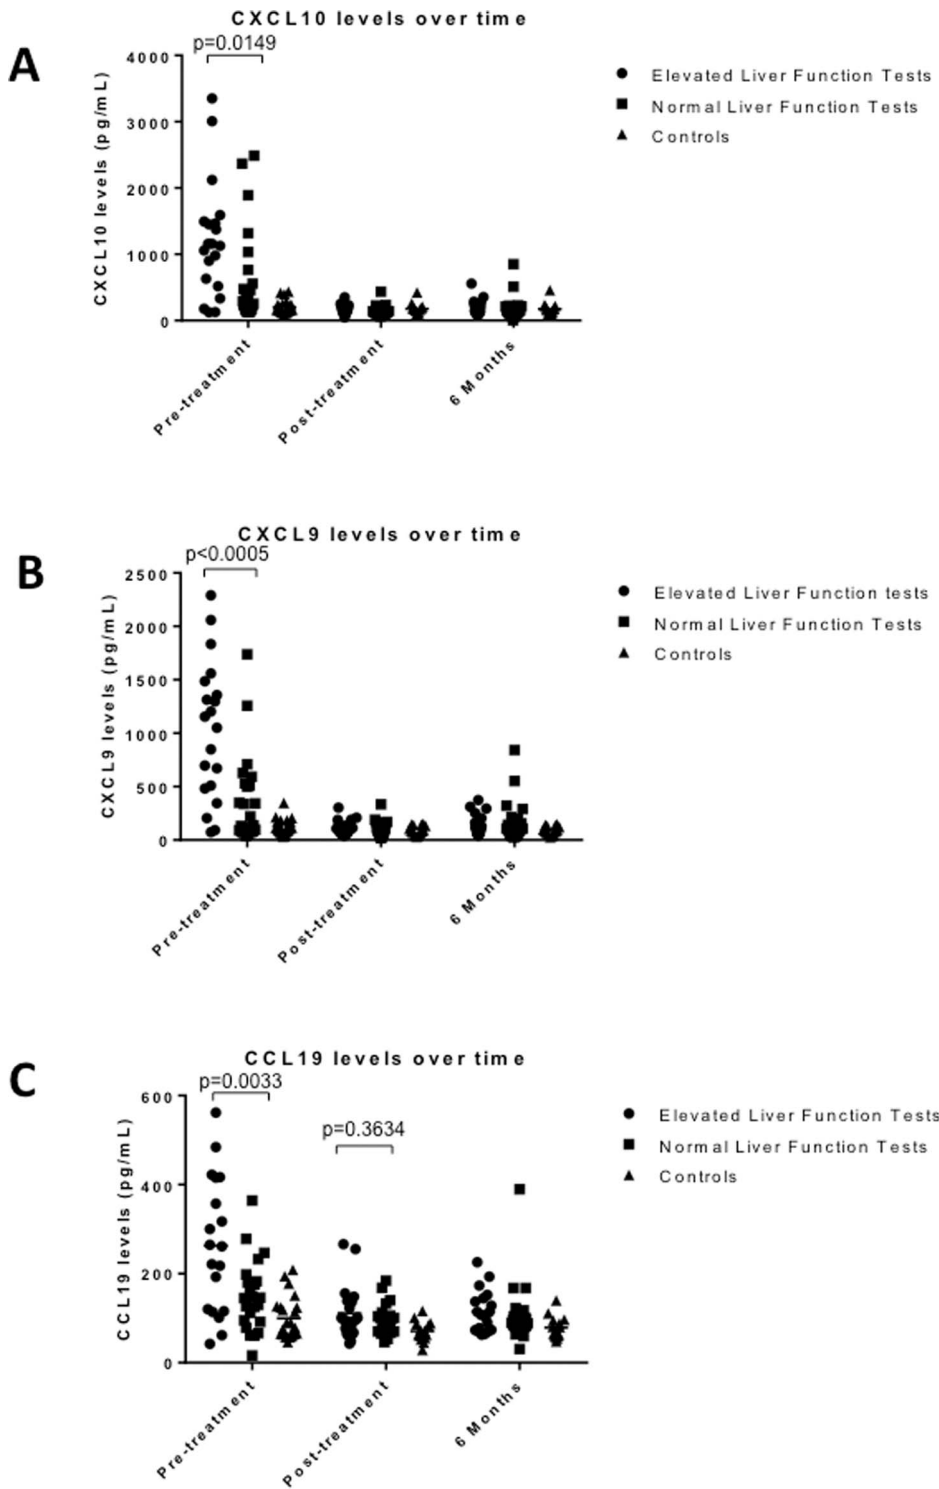 A
CXCL10 levels over time
p=0.0149
CXCL10 levels (pg/mL)
4000
3000
2000
1000
0
Pre-treatment
Post-treatment
6 Months
Elevated Liver Function Tests
Normal Liver Function Tests
Controls
B
CXCL9 levels over time
p<0.0005
CXCL9 levels (pg/mL)
2500
2000
1500
1000
500
0
Pre-treatment
Post-treatment
6 Months
Elevated Liver Function tests
Normal Liver Function Tests
Controls
C
CCL19 levels over time
p=0.0033
p=0.3634
CCL19 levels (pg/mL)
600
400
200
0
Pre-treatment
Post-treatment
6 Months
Elevated Liver Function Tests
Normal Liver Function Tests
Controls